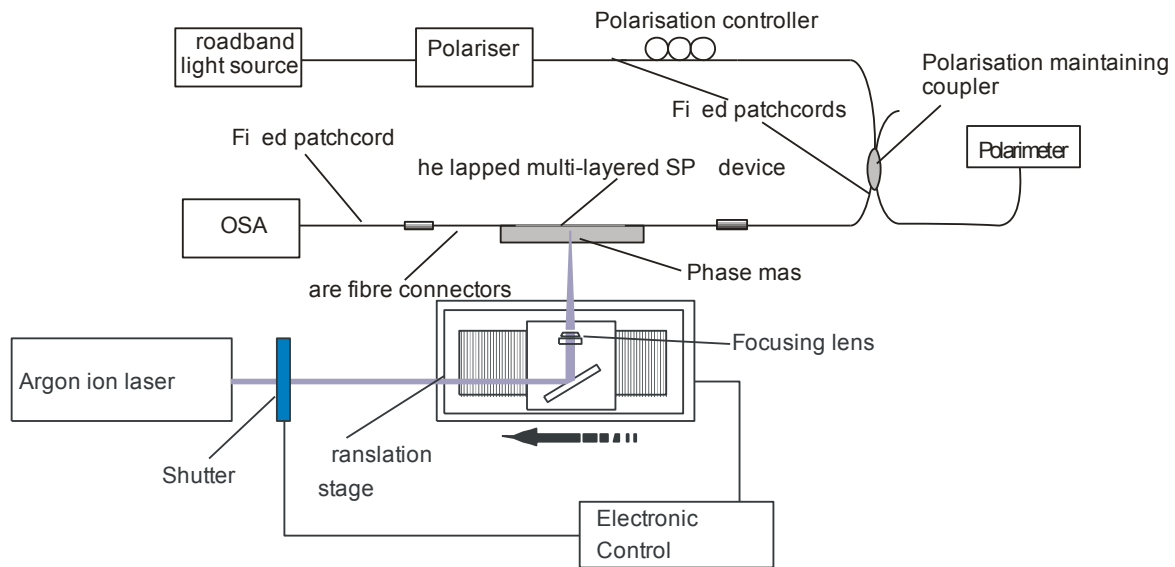 Polarisation controller
roadband
light source
Polariser
Polarisation maintaining
coupler
Fi ed patchcords
Fi ed patchcord
Polarimeter
he lapped multi-layered SP device
OSA
Phase mas
are fibre connectors
Focusing lens
Argon ion laser
Shutter
ranslation
stage
Electronic
Control